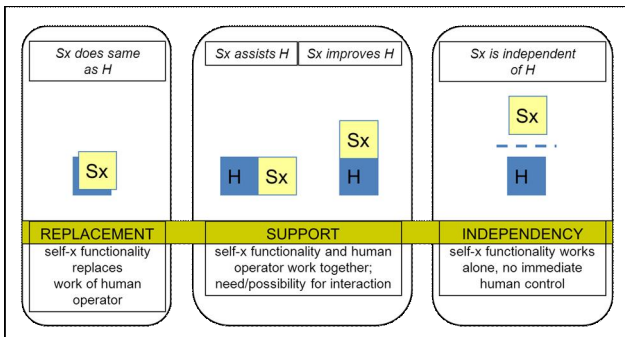 Sx does same
as H
Sx
REPLACEMENT
self-x functionality
replaces
work of human
operator
Sx assists H
Sx improves H
H
Sx
Sx
H
SUPPORT
self-x functionality and human
operator work together;
need/possibility for interaction
Sx is independent
of H
Sx
H
INDEPENDENCY
self-x functionality works
alone, no immediate
human control